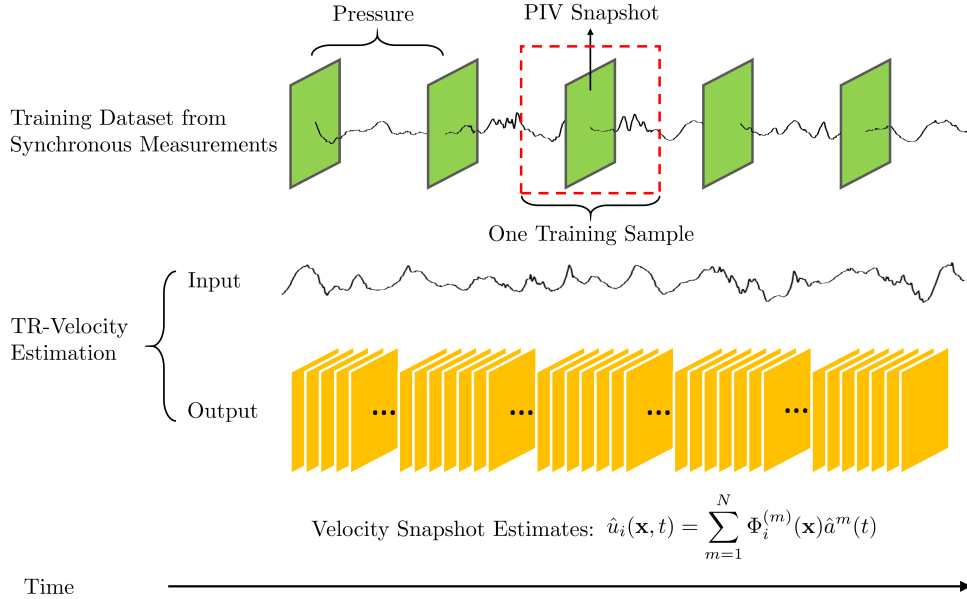 Pressure
PIV Snapshot
Training Dataset from
Synchronous Measurements
One Training Sample
Input
TR-Velocity
Estimation
Output
...
...
...
...
Velocity Snapshot Estimates: $\hat{u}_i(\mathbf{x}, t) = \sum_{m=1}^{N} \Phi_i^{(m)}(\mathbf{x}) \hat{a}^m(t)$
Time